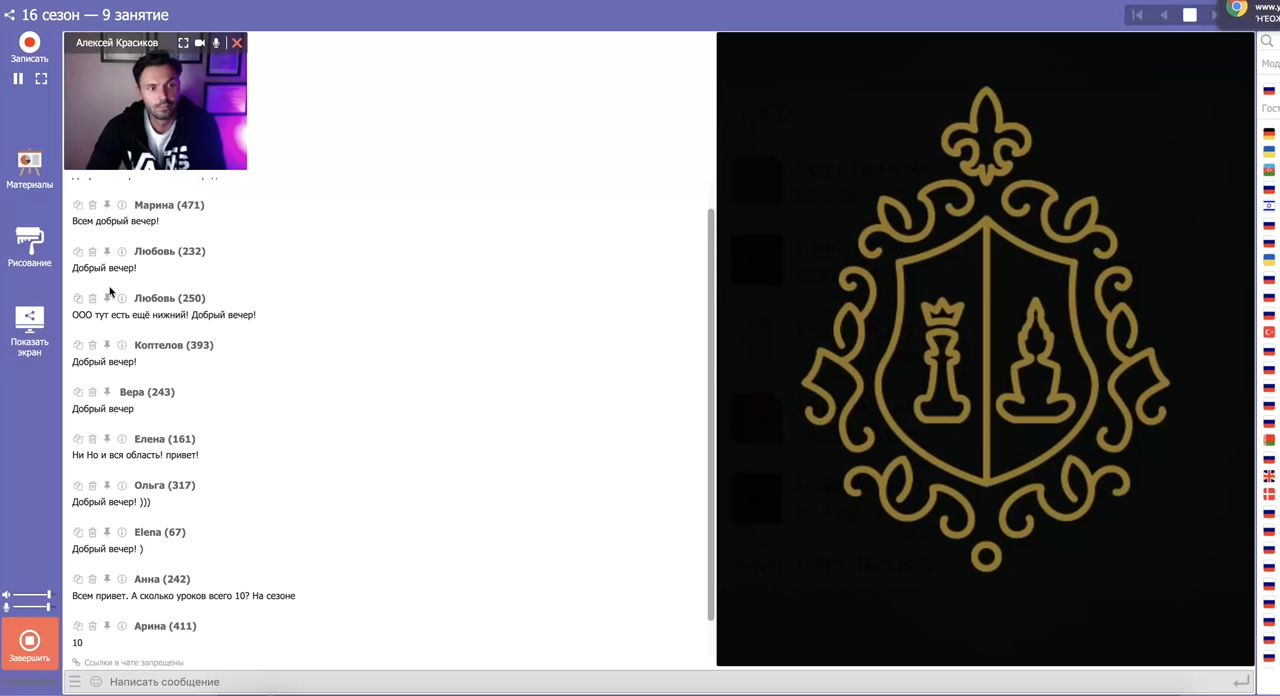 16 сезон — 9 занятие
www.y
Записать
Алексей Красиков
Материалы
Рисование
Показать
экран
Завершить
Марина (471)
Всем добрый вечер!
Любовь (232)
Добрый вечер!
Любовь (250)
ООО тут есть ещё нижний! Добрый вечер!
Коптелов (393)
Добрый вечер!
Вера (243)
Добрый вечер
Елена (161)
Ни Но и вся область! привет!
Ольга (317)
Добрый вечер! )))
Elena (67)
Добрый вечер! )
Анна (242)
Всем привет. А сколько уроков всего 10? На сезоне
Арина (411)
10
Ссылки в чате запрещены
Написать сообщение
Мод
Гост